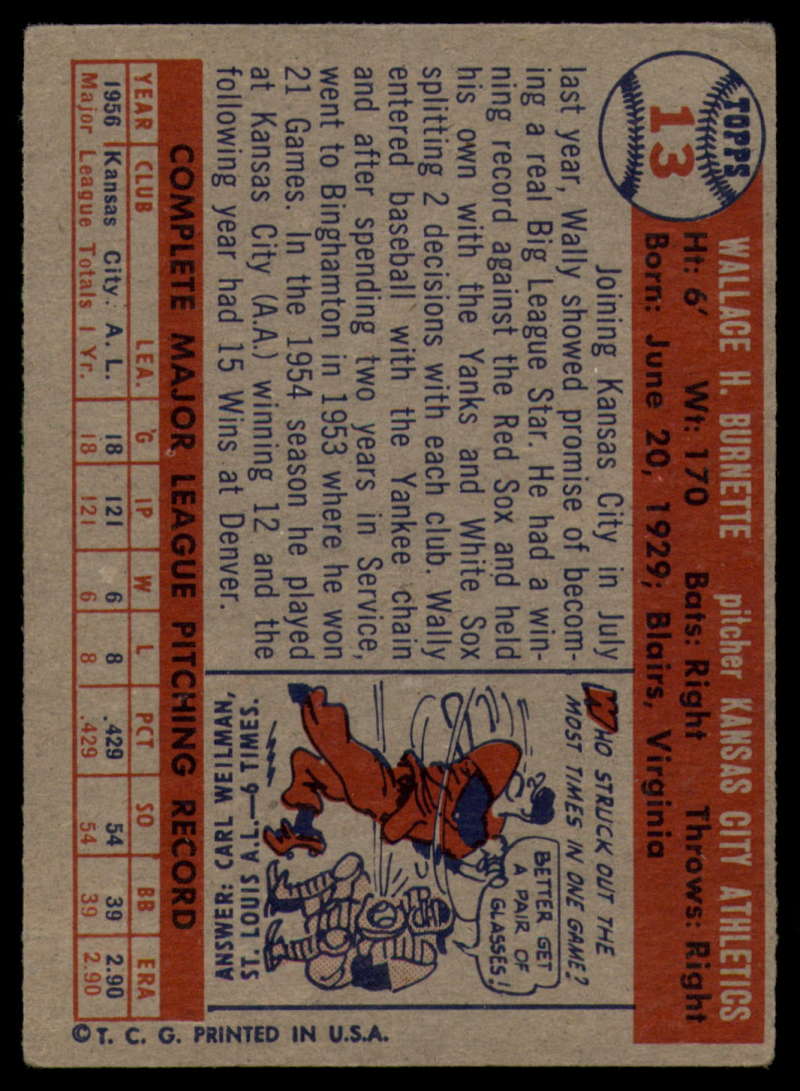 TOPPS
13
WALLACE H. BURNETTE pitcher KANSAS CITY ATHLETICS
Ht: 6' Wt: 170 Bats: Right Throws: Right
Born: June 20, 1929; Blairs, Virginia
Joining Kansas City in July
last year, Wally showed promise of becom-
ing a real Big League Star. He had a win-
ning record against the Red Sox and held
his own with the Yanks and White Sox
splitting 2 decisions with each club. Wally
entered baseball with the Yankee chain
and after spending two years in Service,
went to Binghamton in 1953 where he won
21 Games. In the 1954 season he played
at Kansas City (A.A.) winning 12 and the
following year had 15 Wins at Denver.
WHO STRUCK OUT THE
MOST TIMES IN ONE GAME?
BETTER GET
A PAIR OF
GLASSES!
ANSWER: CARL WEILMAN,
ST. LOUIS A.L.—6 TIMES.
COMPLETE MAJOR LEAGUE PITCHING RECORD
YEAR CLUB LEA. G IP W L PCT SO BB ERA
1956 Kansas City A. L. 18 121 6 8 .429 54 39 2.90
Major League Totals 1 Yr. 18 121 6 8 .429 54 39 2.90
© T. C. G. PRINTED IN U.S.A.